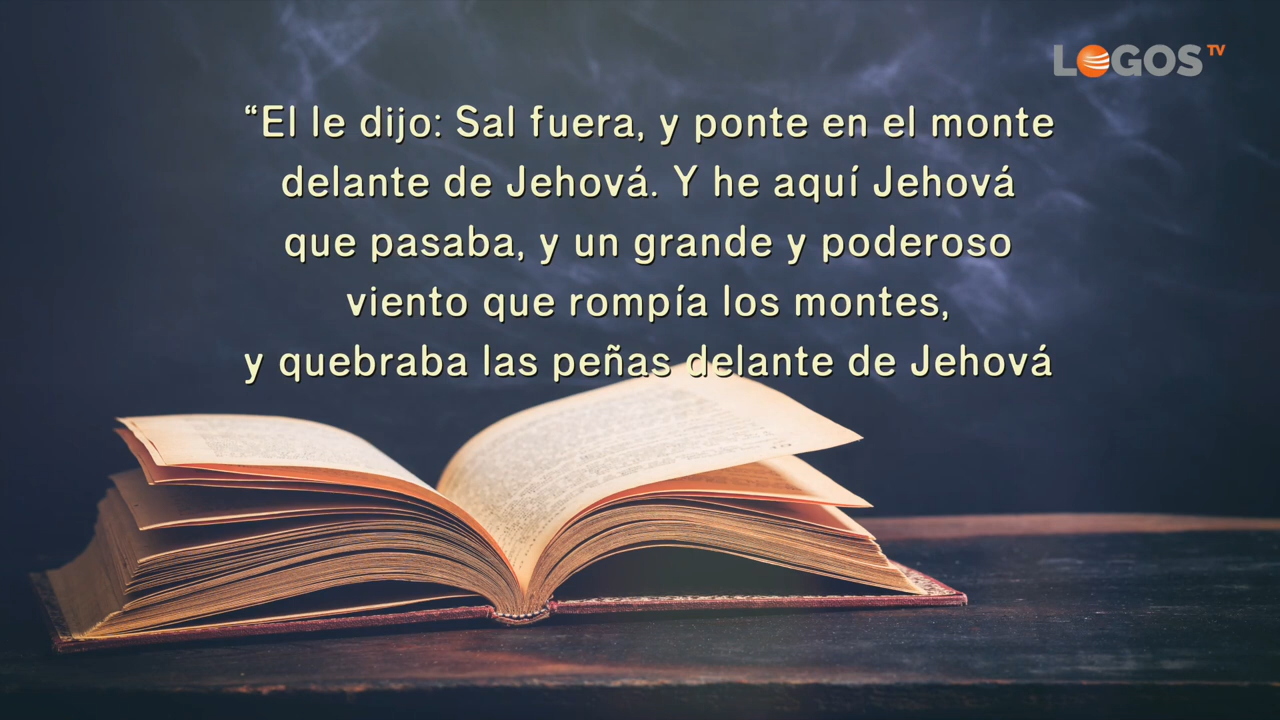 LOGOS TV
“El le dijo: Sal fuera, y ponte en el monte
delante de Jehová. Y he aquí Jehová
que pasaba, y un grande y poderoso
viento que rompía los montes,
y quebraba las peñas delante de Jehová